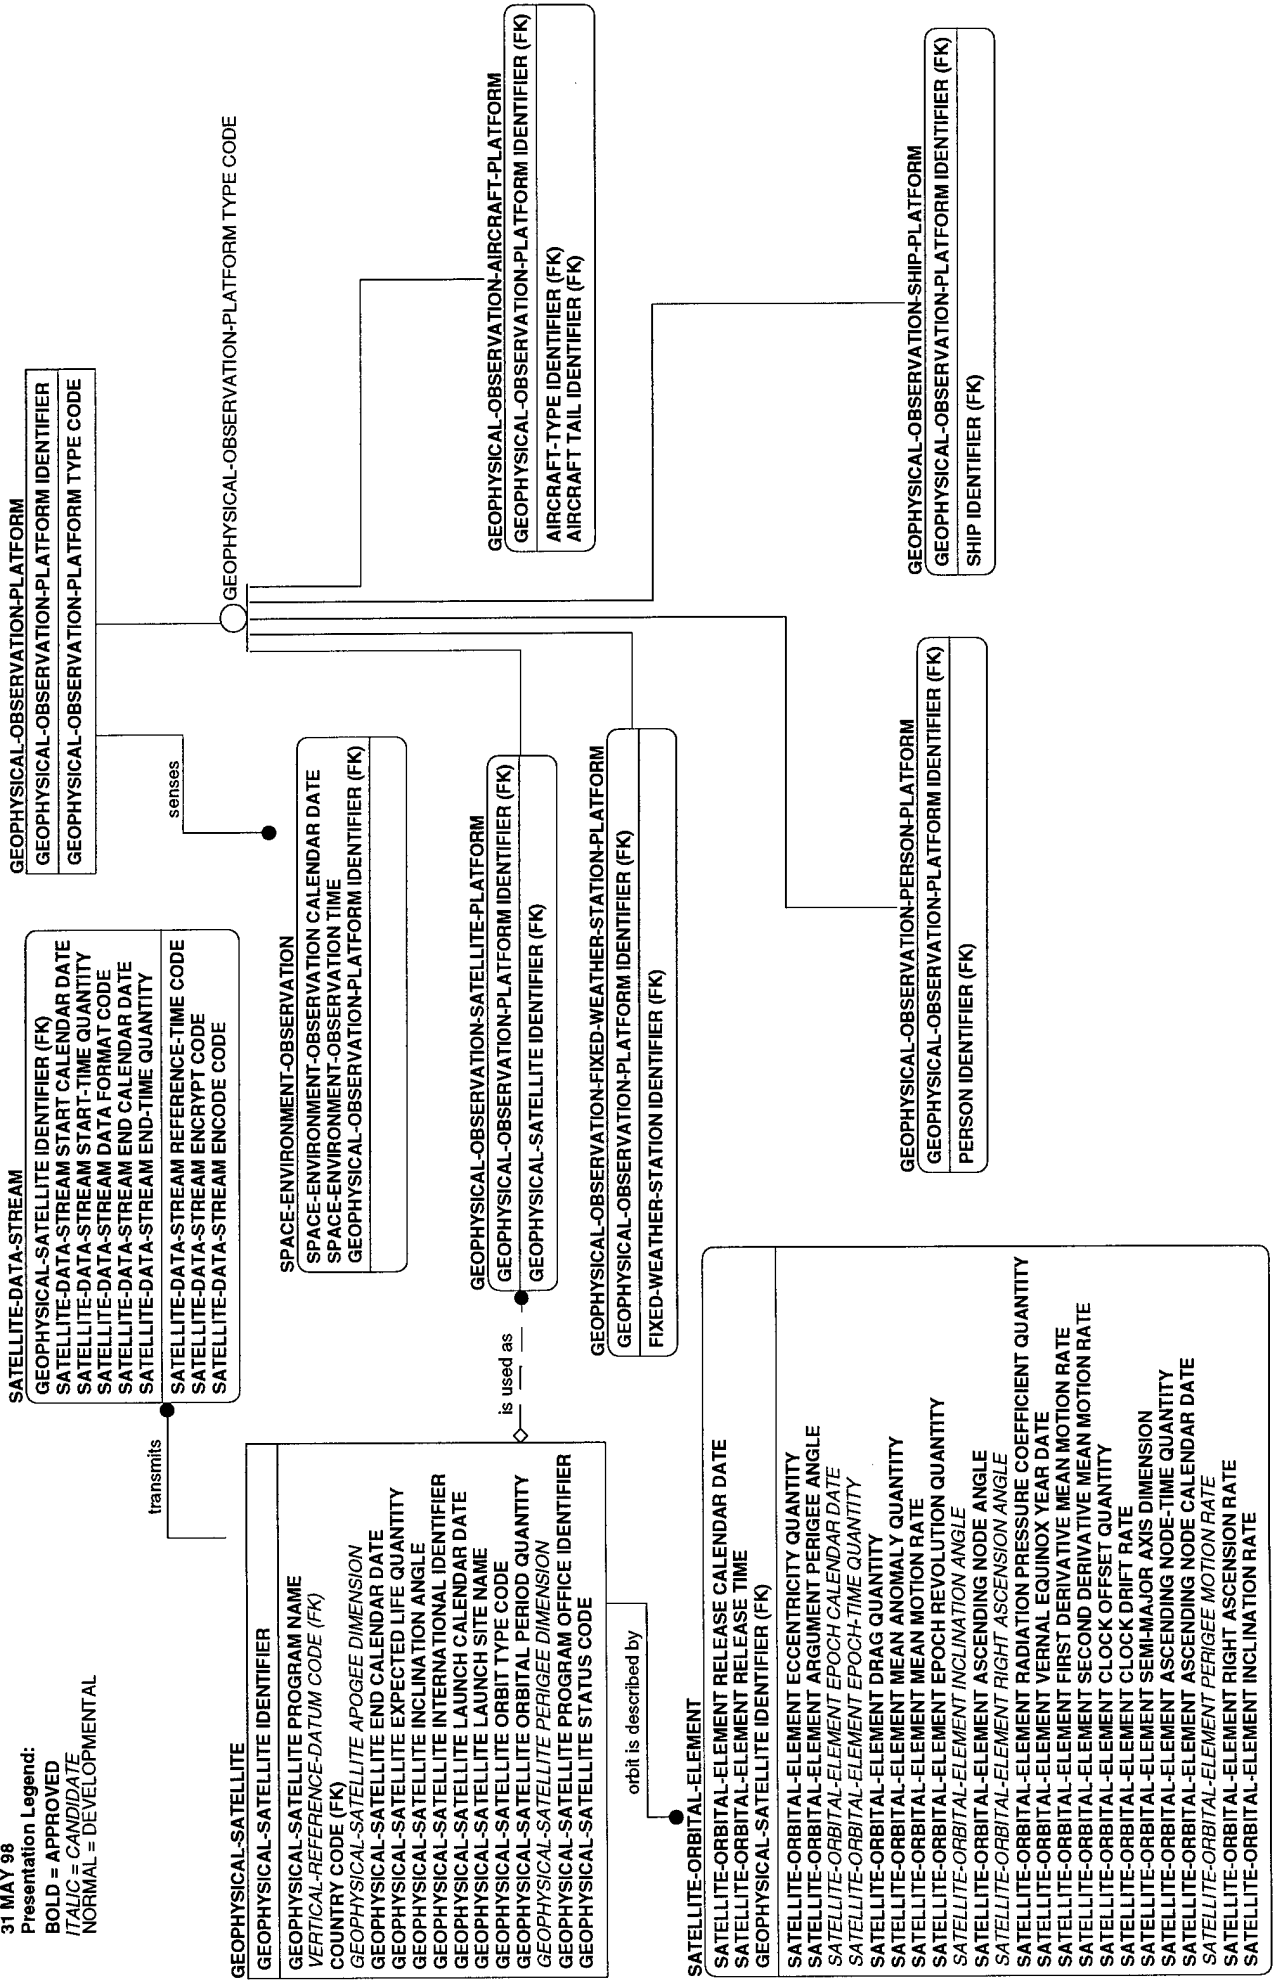 31 MAY 98
Presentation Legend:
BOLD = APPROVED
ITALIC = CANDIDATE
NORMAL = DEVELOPMENTAL
GEOPHYSICAL-SATELLITE
GEOPHYSICAL-SATELLITE IDENTIFIER
GEOPHYSICAL-SATELLITE PROGRAM NAME
VERTICAL-REFERENCE-DATUM CODE (FK)
COUNTRY CODE (FK)
GEOPHYSICAL-SATELLITE APOGEE DIMENSION
GEOPHYSICAL-SATELLITE END CALENDAR DATE
GEOPHYSICAL-SATELLITE EXPECTED LIFE QUANTITY
GEOPHYSICAL-SATELLITE INCLINATION ANGLE
GEOPHYSICAL-SATELLITE INTERNATIONAL IDENTIFIER
GEOPHYSICAL-SATELLITE LAUNCH CALENDAR DATE
GEOPHYSICAL-SATELLITE LAUNCH SITE NAME
GEOPHYSICAL-SATELLITE ORBIT TYPE CODE
GEOPHYSICAL-SATELLITE ORBITAL PERIOD QUANTITY
GEOPHYSICAL-SATELLITE PERIGEE DIMENSION
GEOPHYSICAL-SATELLITE PROGRAM OFFICE IDENTIFIER
GEOPHYSICAL-SATELLITE STATUS CODE
transmits
is used as
orbit is described by
SATELLITE-DATA-STREAM
GEOPHYSICAL-SATELLITE IDENTIFIER (FK)
SATELLITE-DATA-STREAM START CALENDAR DATE
SATELLITE-DATA-STREAM START-TIME QUANTITY
SATELLITE-DATA-STREAM DATA FORMAT CODE
SATELLITE-DATA-STREAM END CALENDAR DATE
SATELLITE-DATA-STREAM END-TIME QUANTITY
SATELLITE-DATA-STREAM REFERENCE-TIME CODE
SATELLITE-DATA-STREAM ENCRYPT CODE
SATELLITE-DATA-STREAM ENCODE CODE
GEOPHYSICAL-OBSERVATION-PLATFORM
GEOPHYSICAL-OBSERVATION-PLATFORM IDENTIFIER
GEOPHYSICAL-OBSERVATION-PLATFORM TYPE CODE
senses
GEOPHYSICAL-OBSERVATION-PLATFORM TYPE CODE
SPACE-ENVIRONMENT-OBSERVATION
SPACE-ENVIRONMENT-OBSERVATION CALENDAR DATE
SPACE-ENVIRONMENT-OBSERVATION TIME
GEOPHYSICAL-OBSERVATION-PLATFORM IDENTIFIER (FK)
GEOPHYSICAL-OBSERVATION-SATELLITE-PLATFORM
GEOPHYSICAL-OBSERVATION-PLATFORM IDENTIFIER (FK)
GEOPHYSICAL-SATELLITE IDENTIFIER (FK)
GEOPHYSICAL-OBSERVATION-AIRCRAFT-PLATFORM
GEOPHYSICAL-OBSERVATION-PLATFORM IDENTIFIER (FK)
AIRCRAFT-TYPE IDENTIFIER (FK)
AIRCRAFT TAIL IDENTIFIER (FK)
GEOPHYSICAL-OBSERVATION-FIXED-WEATHER-STATION-PLATFORM
GEOPHYSICAL-OBSERVATION-PLATFORM IDENTIFIER (FK)
FIXED-WEATHER-STATION IDENTIFIER (FK)
SATELLITE-ORBITAL-ELEMENT
SATELLITE-ORBITAL-ELEMENT RELEASE CALENDAR DATE
SATELLITE-ORBITAL-ELEMENT RELEASE TIME
GEOPHYSICAL-SATELLITE IDENTIFIER (FK)
SATELLITE-ORBITAL-ELEMENT ECCENTRICITY QUANTITY
SATELLITE-ORBITAL-ELEMENT ARGUMENT PERIGEE ANGLE
SATELLITE-ORBITAL-ELEMENT EPOCH CALENDAR DATE
SATELLITE-ORBITAL-ELEMENT EPOCH-TIME QUANTITY
SATELLITE-ORBITAL-ELEMENT DRAG QUANTITY
SATELLITE-ORBITAL-ELEMENT MEAN ANOMALY QUANTITY
SATELLITE-ORBITAL-ELEMENT MEAN MOTION RATE
SATELLITE-ORBITAL-ELEMENT EPOCH REVOLUTION QUANTITY
SATELLITE-ORBITAL-ELEMENT INCLINATION ANGLE
SATELLITE-ORBITAL-ELEMENT ASCENDING NODE ANGLE
SATELLITE-ORBITAL-ELEMENT RIGHT ASCENSION ANGLE
SATELLITE-ORBITAL-ELEMENT RADIATION PRESSURE COEFFICIENT QUANTITY
SATELLITE-ORBITAL-ELEMENT VERNAL EQUINOX YEAR DATE
SATELLITE-ORBITAL-ELEMENT FIRST DERIVATIVE MEAN MOTION RATE
SATELLITE-ORBITAL-ELEMENT SECOND DERIVATIVE MEAN MOTION RATE
SATELLITE-ORBITAL-ELEMENT CLOCK OFFSET QUANTITY
SATELLITE-ORBITAL-ELEMENT CLOCK DRIFT RATE
SATELLITE-ORBITAL-ELEMENT SEMI-MAJOR AXIS DIMENSION
SATELLITE-ORBITAL-ELEMENT ASCENDING NODE-TIME QUANTITY
SATELLITE-ORBITAL-ELEMENT ASCENDING NODE CALENDAR DATE
SATELLITE-ORBITAL-ELEMENT PERIGEE MOTION RATE
SATELLITE-ORBITAL-ELEMENT RIGHT ASCENSION RATE
SATELLITE-ORBITAL-ELEMENT INCLINATION RATE
GEOPHYSICAL-OBSERVATION-PERSON-PLATFORM
GEOPHYSICAL-OBSERVATION-PLATFORM IDENTIFIER (FK)
PERSON IDENTIFIER (FK)
GEOPHYSICAL-OBSERVATION-SHIP-PLATFORM
GEOPHYSICAL-OBSERVATION-PLATFORM IDENTIFIER (FK)
SHIP IDENTIFIER (FK)